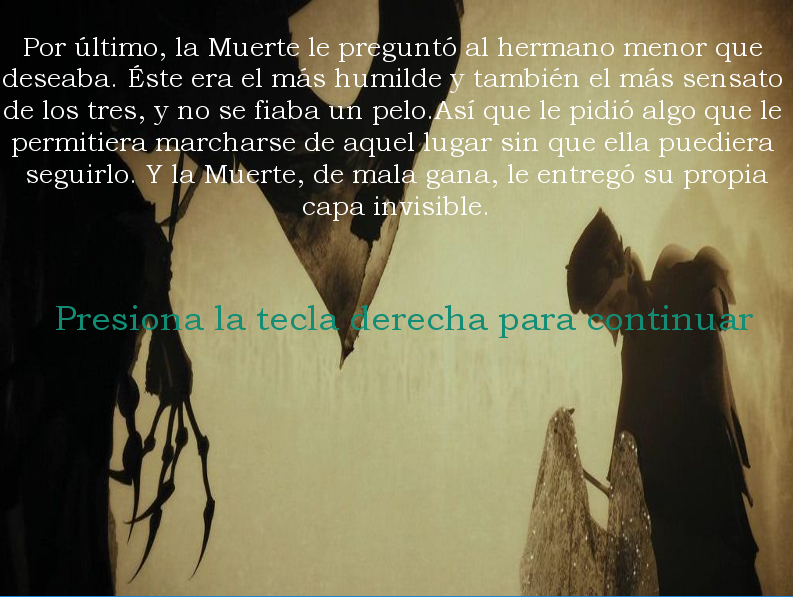 Por último, la Muerte le preguntó al hermano menor que
deseaba. Éste era el más humilde y también el más sensato
de los tres, y no se fiaba un pelo.Así que le pidió algo que le
permitiera marcharse de aquel lugar sin que ella puediera
seguirlo. Y la Muerte, de mala gana, le entregó su propia
capa invisible.
Presiona la tecla derecha para continuar